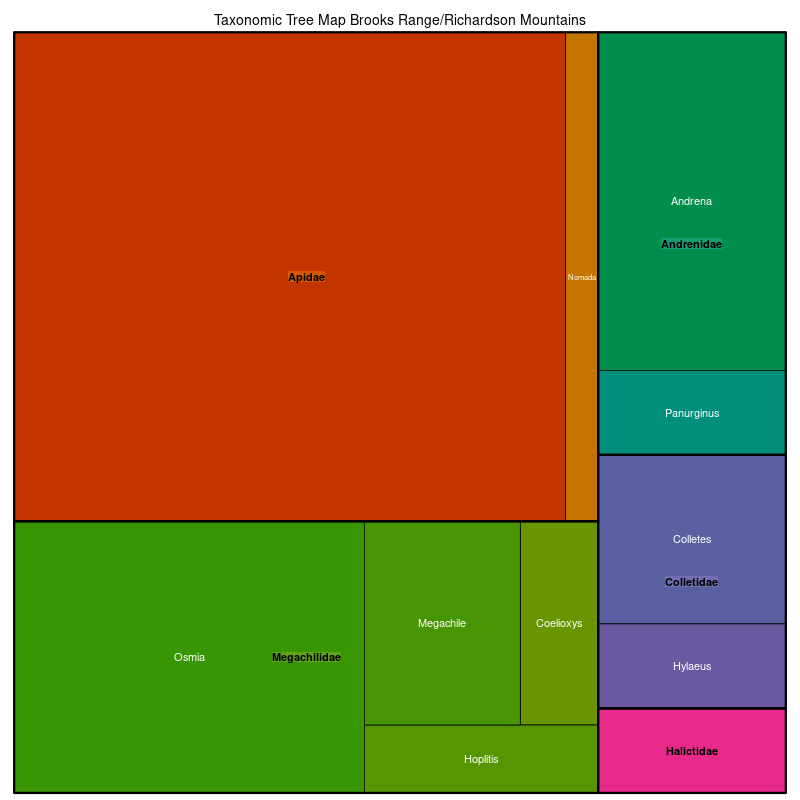 Taxonomic Tree Map Brooks Range/Richardson Mountains
Apidae
Nomada
Andrena
Andrenidae
Panurginus
Colletes
Colletidae
Hylaeus
Halictidae
Osmia
Megachilidae
Megachile
Coelioxys
Hoplitis